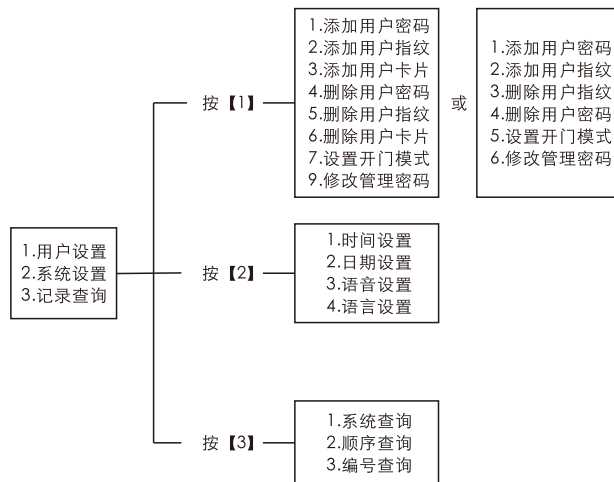 1.用户设置
2.系统设置
3.记录查询
按【1】
1.添加用户密码
2.添加用户指纹
3.添加用户卡片
4.删除用户密码
5.删除用户指纹
6.删除用户卡片
7.设置开门模式
9.修改管理密码
或
1.添加用户密码
2.添加用户指纹
3.删除用户指纹
4.删除用户密码
5.设置开门模式
6.修改管理密码
按【2】
1.时间设置
2.日期设置
3.语音设置
4.语言设置
按【3】
1.系统查询
2.顺序查询
3.编号查询